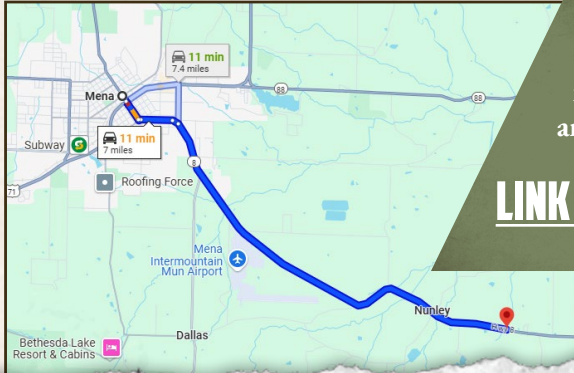 11 min
7.4 miles
88
88
Mena
11 min
7 miles
Subway
8
71
Roofing Force
Mena
Intermountain
Mun Airport
Nunley
Dallas
Bethesda Lake
Resort & Cabins
LINK